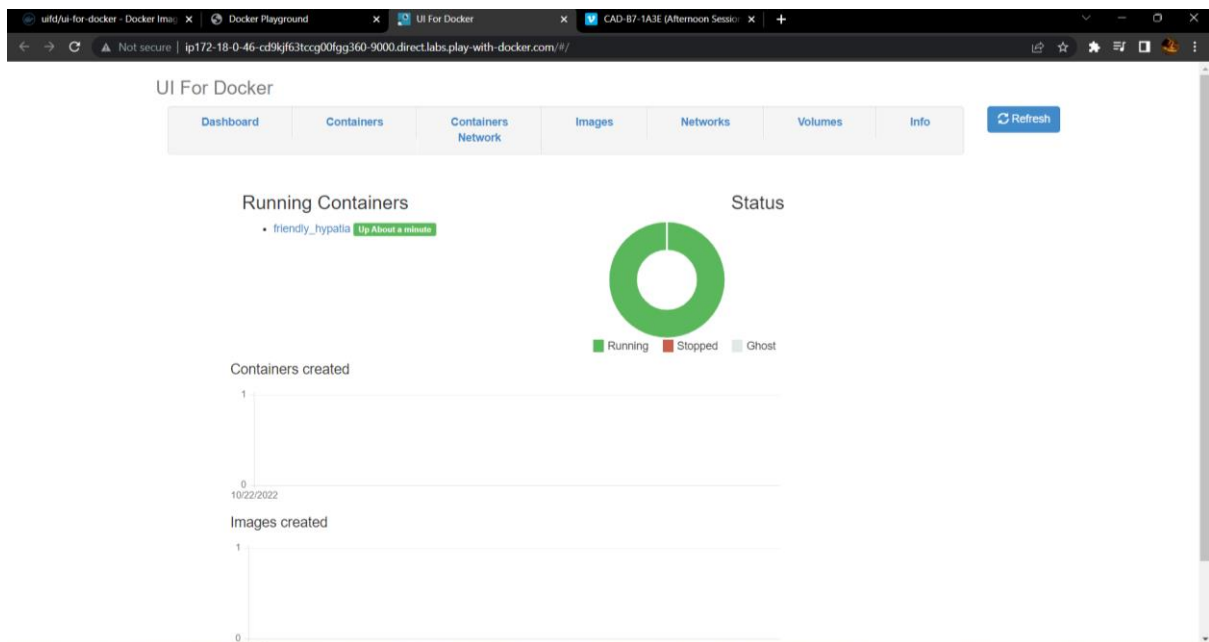 uifd/ui-for-docker - Docker Imag
Docker Playground
UI For Docker
CAD-B7-1A3E (Afternoon Session
Not secure | ip172-18-0-46-cd9kjf63tccg00fgg360-9000.direct.labs.play-with-docker.com/#/
UI For Docker
Dashboard
Containers
Containers
Network
Images
Networks
Volumes
Info
Refresh
Running Containers
friendly_hypatia Up About a minute
Status
Running
Stopped
Ghost
Containers created
1
0
10/22/2022
Images created
1
0